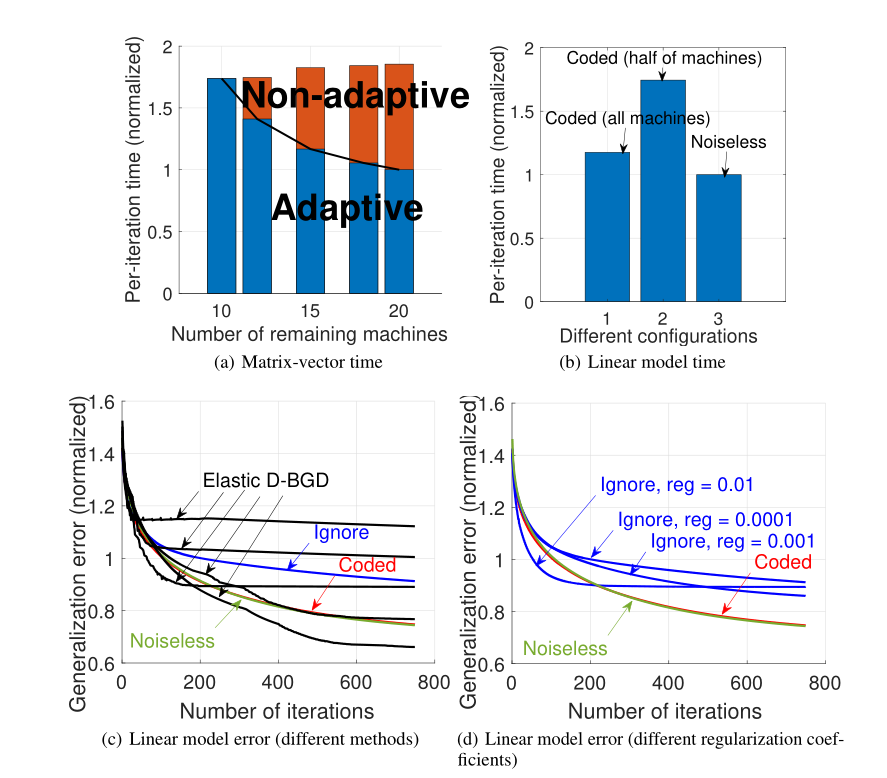 Per-iteration time (normalized)
2
1.5
1
0.5
0
Non-adaptive
Adaptive
10 15 20
Number of remaining machines
(a) Matrix-vector time
Per-iteration time (normalized)
2
1.5
1
0.5
0
Coded (half of machines)
Coded (all machines)
Noiseless
1 2 3
Different configurations
(b) Linear model time
Generalization error (normalized)
1.6
1.4
1.2
1
0.8
0.6
Elastic D-BGD
Ignore
Coded
Noiseless
0 200 400 600 800
Number of iterations
(c) Linear model error (different methods)
Generalization error (normalized)
1.6
1.4
1.2
1
0.8
0.6
Ignore, reg = 0.01
Ignore, reg = 0.0001
Ignore, reg = 0.001
Coded
Noiseless
0 200 400 600 800
Number of iterations
(d) Linear model error (different regularization coef-
ficients)